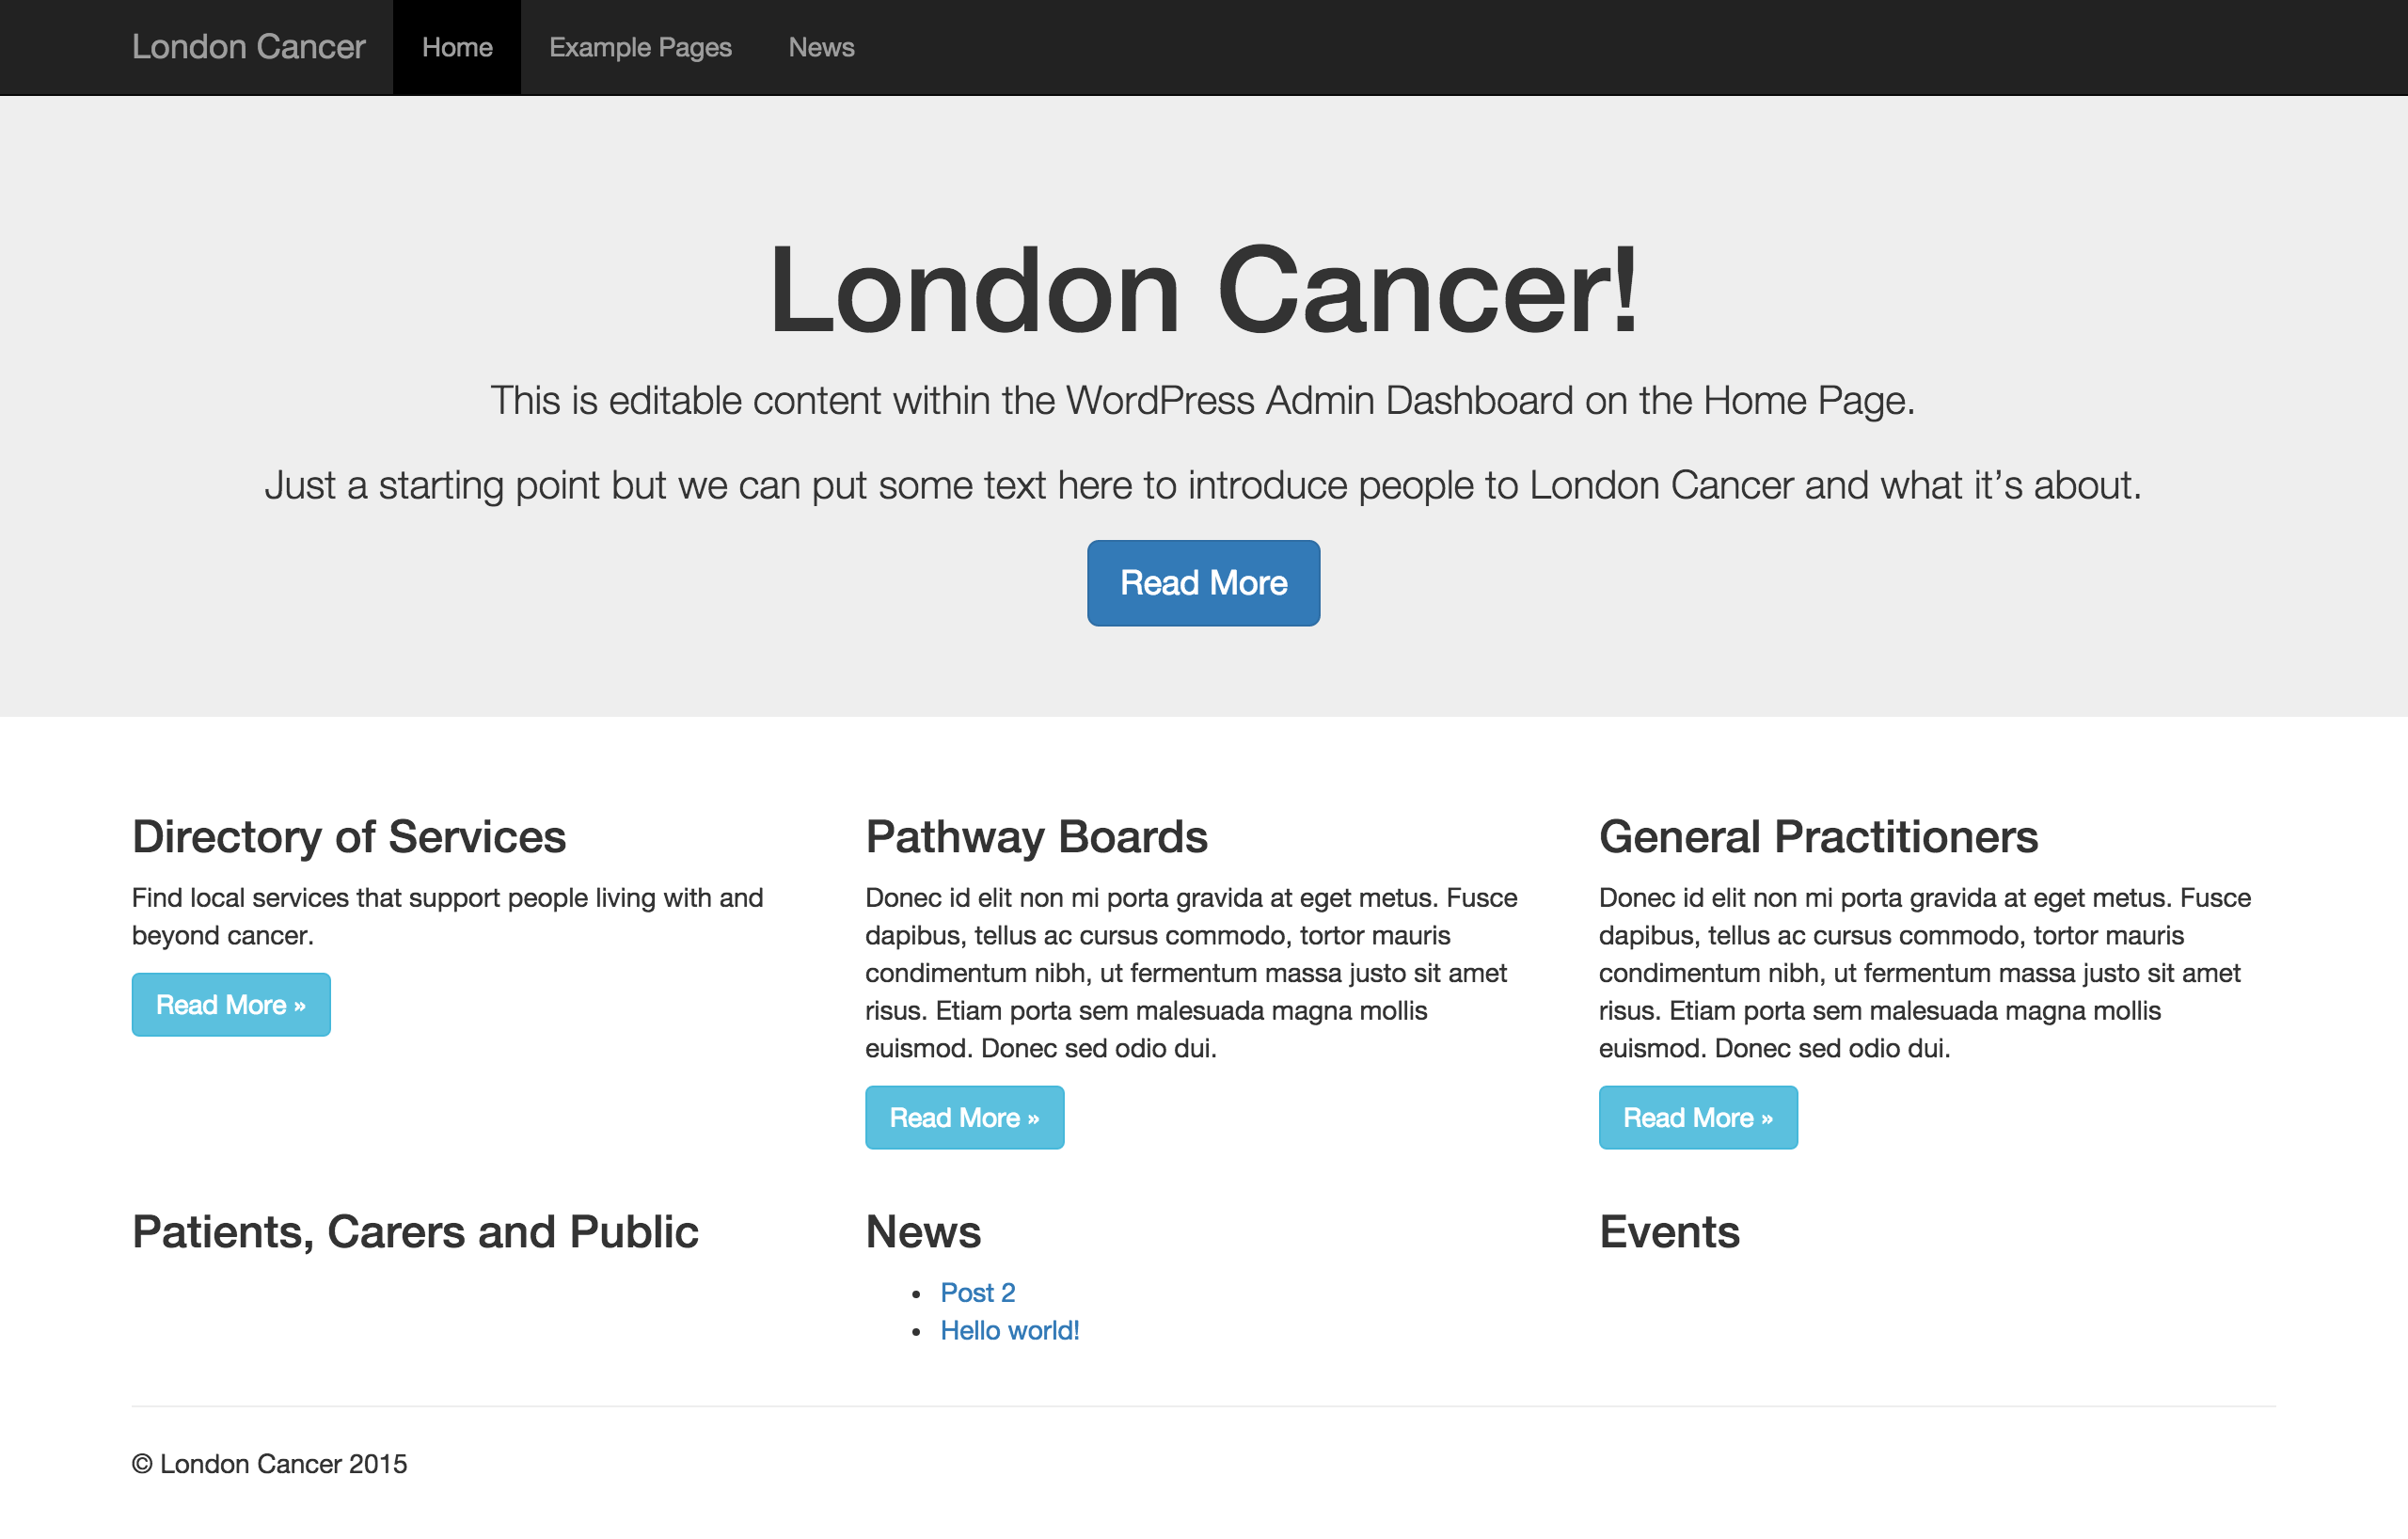 London Cancer
Home
Example Pages
News
London Cancer!
This is editable content within the WordPress Admin Dashboard on the Home Page.
Just a starting point but we can put some text here to introduce people to London Cancer and what it’s about.
Read More
Directory of Services
Find local services that support people living with and
beyond cancer.
Read More »
Pathway Boards
Donec id elit non mi porta gravida at eget metus. Fusce
dapibus, tellus ac cursus commodo, tortor mauris
condimentum nibh, ut fermentum massa justo sit amet
risus. Etiam porta sem malesuada magna mollis
euismod. Donec sed odio dui.
Read More »
General Practitioners
Donec id elit non mi porta gravida at eget metus. Fusce
dapibus, tellus ac cursus commodo, tortor mauris
condimentum nibh, ut fermentum massa justo sit amet
risus. Etiam porta sem malesuada magna mollis
euismod. Donec sed odio dui.
Read More »
Patients, Carers and Public
News
• Post 2
• Hello world!
Events
© London Cancer 2015